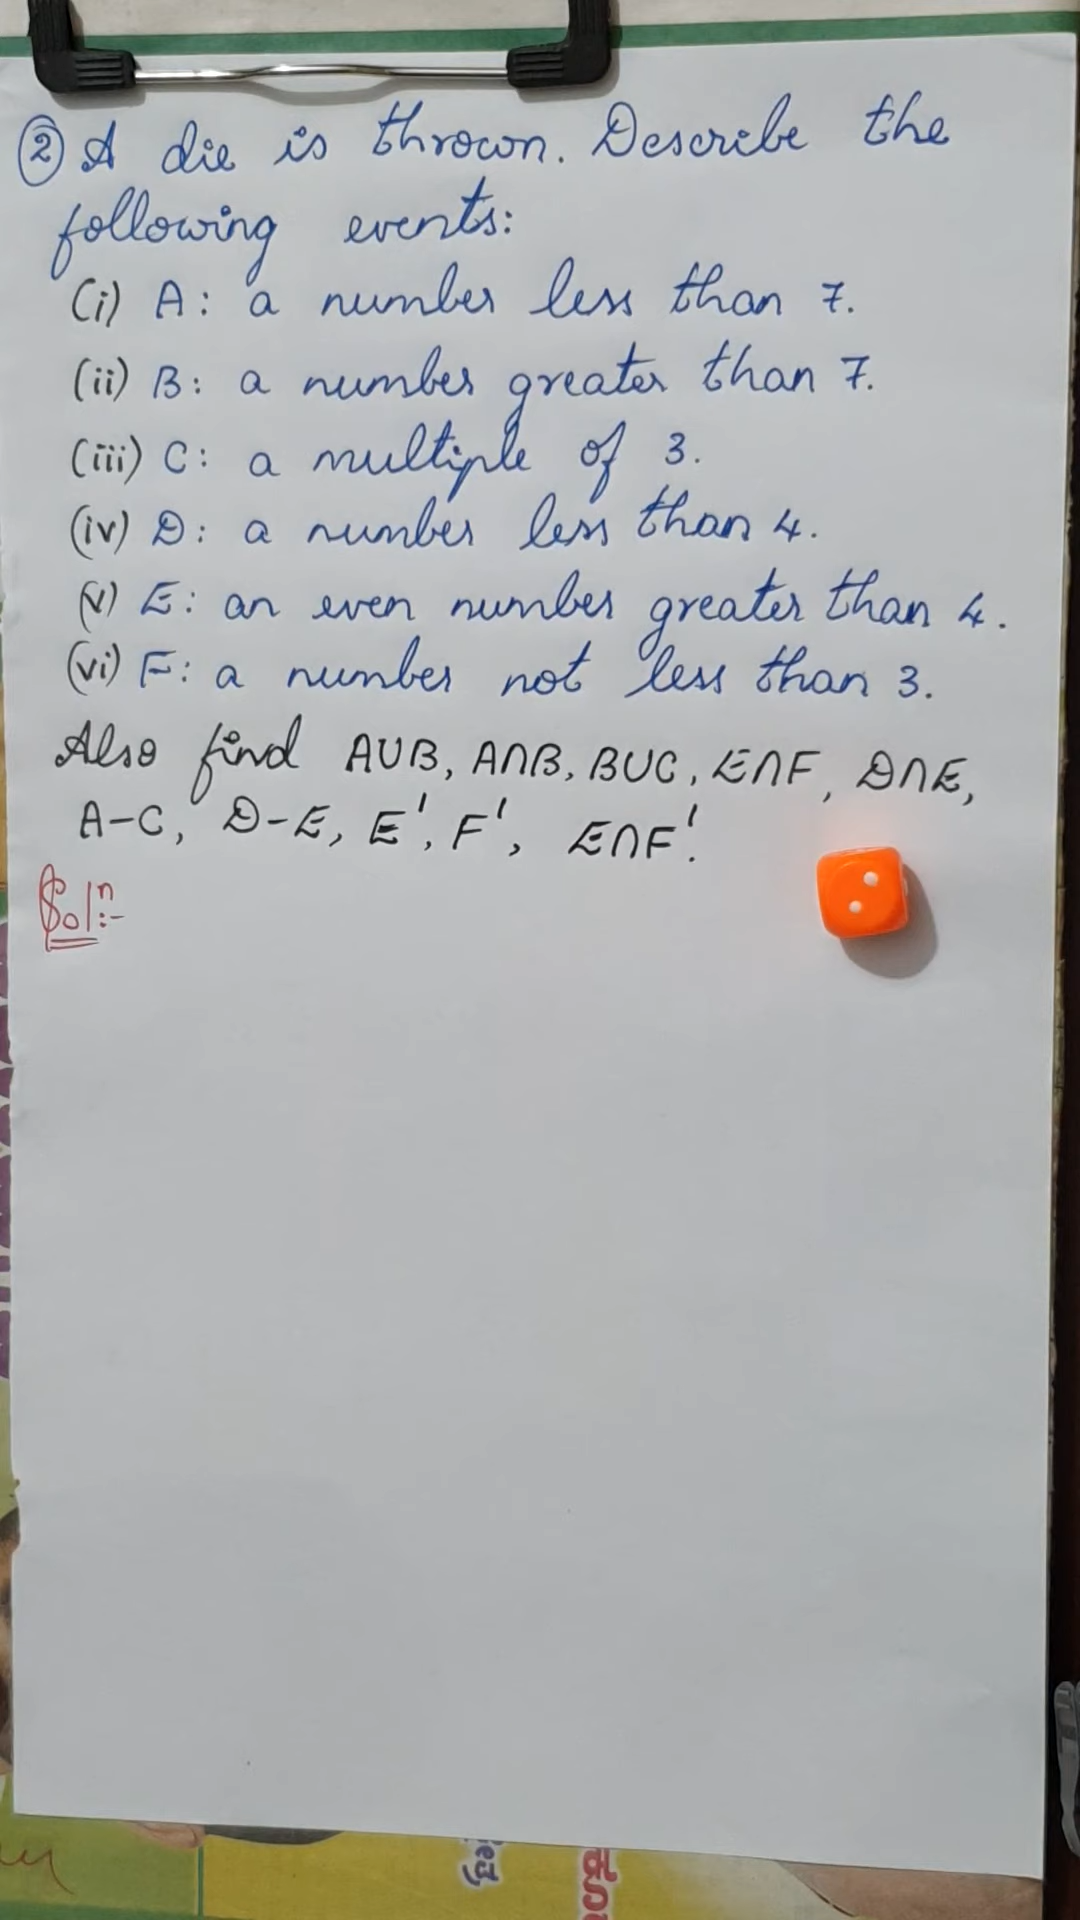 ② A die is thrown. Describe the
following events:
(i) A: a number less than 7.
(ii) B: a number greater than 7.
(iii) C: a multiple of 3.
(iv) D: a number less than 4.
(v) E: an even number greater than 4.
(vi) F: a number not less than 3.
Also find A∪B, A∩B, B∪C, E∩F, D∩E,
A-C, D-E, E', F', E∩F'.
Solⁿ:-